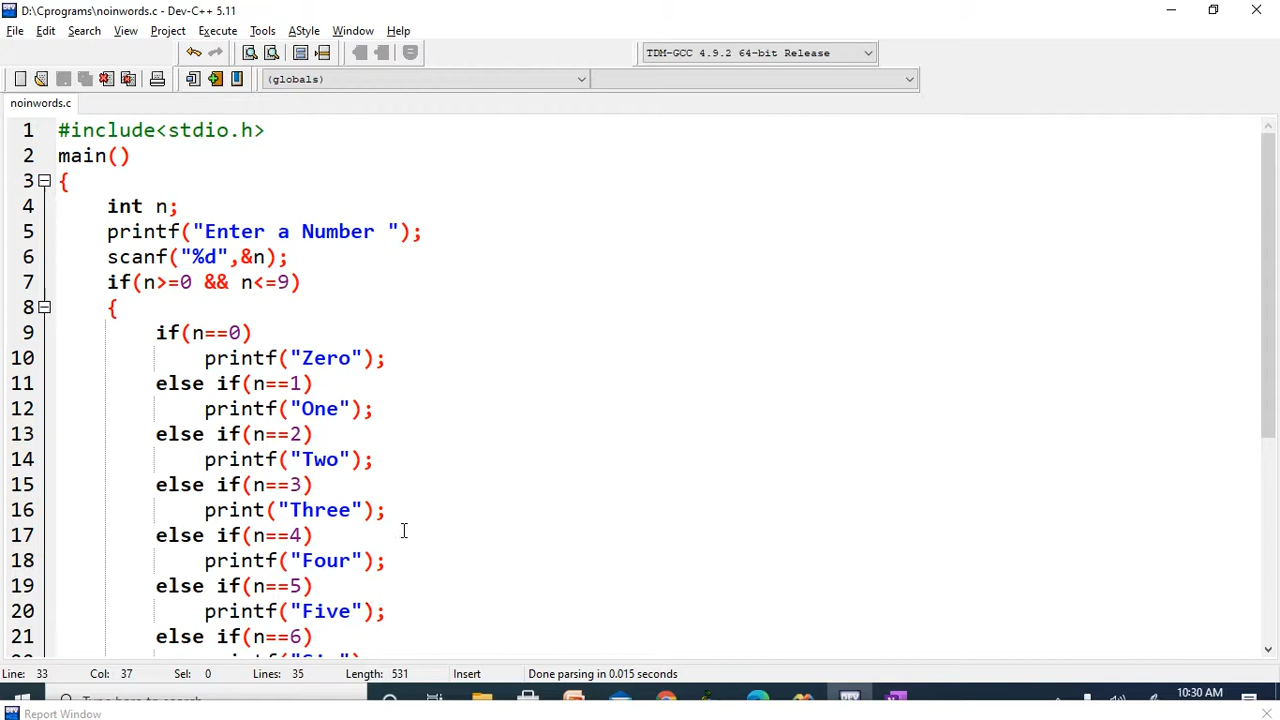 D:\Cprograms\noinwords.c - Dev-C++ 5.11
File Edit Search View Project Execute Tools AStyle Window Help
TDM-GCC 4.9.2 64-bit Release
(globals)
noinwords.c
1 #include<stdio.h>
2 main()
3 {
4 int n;
5 printf("Enter a Number ");
6 scanf("%d",&n);
7 if(n>=0 && n<=9)
8 {
9 if(n==0)
10 printf("Zero");
11 else if(n==1)
12 printf("One");
13 else if(n==2)
14 printf("Two");
15 else if(n==3)
16 print("Three");
17 else if(n==4)
18 printf("Four");
19 else if(n==5)
20 printf("Five");
21 else if(n==6)
Line: 33 Col: 37 Sel: 0 Lines: 35 Length: 531 Insert Done parsing in 0.015 seconds
10:30 AM
Report Window